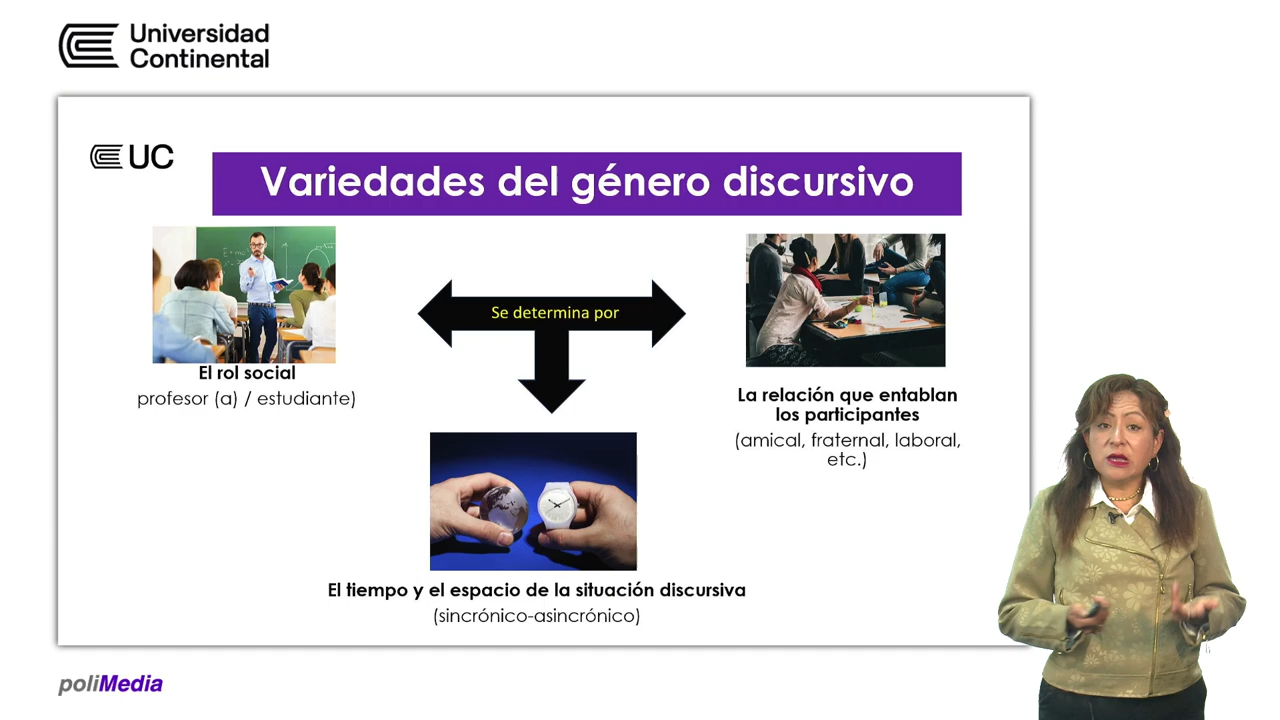 Universidad
Continental
UC
Variedades del género discursivo
Se determina por
El rol social
profesor (a) / estudiante)
La relación que entablan
los participantes
(amical, fraternal, laboral,
etc.)
El tiempo y el espacio de la situación discursiva
(sincrónico-asincrónico)
poliMedia